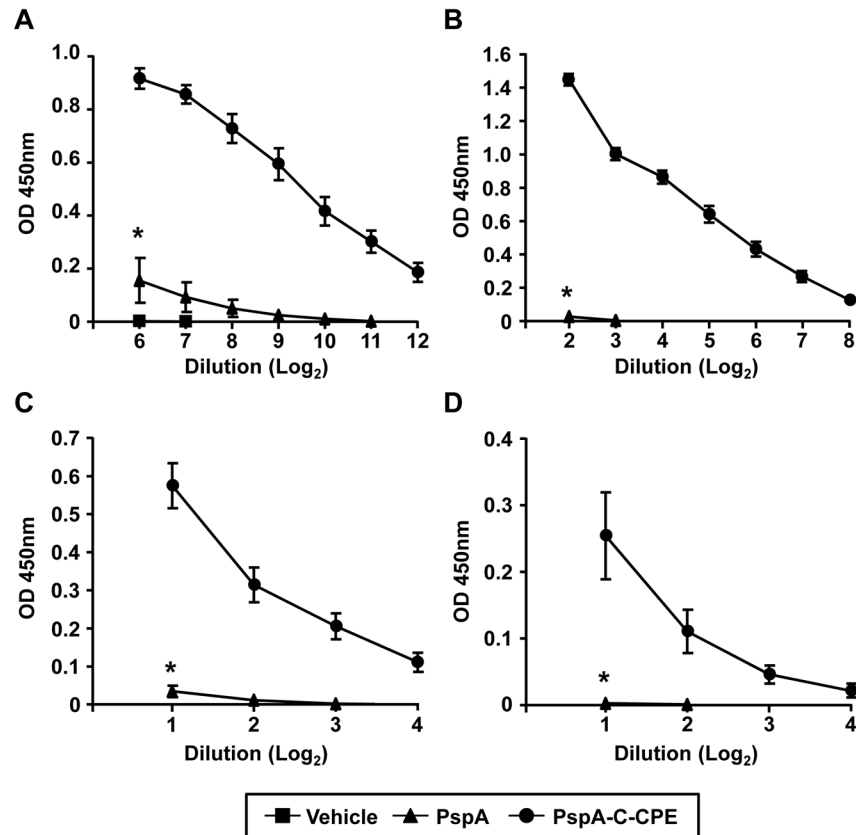 A
1.0
0.8
0.6
0.4
0.2
0
OD 450nm
*
6 7 8 9 10 11 12
Dilution (Log₂)
B
1.6
1.4
1.2
1.0
0.8
0.6
0.4
0.2
0
OD 450nm
*
2 3 4 5 6 7 8
Dilution (Log₂)
C
0.7
0.6
0.5
0.4
0.3
0.2
0.1
0
OD 450nm
*
1 2 3 4
Dilution (Log₂)
D
0.4
0.3
0.2
0.1
0
OD 450nm
*
1 2 3 4
Dilution (Log₂)
Vehicle PspA PspA-C-CPE